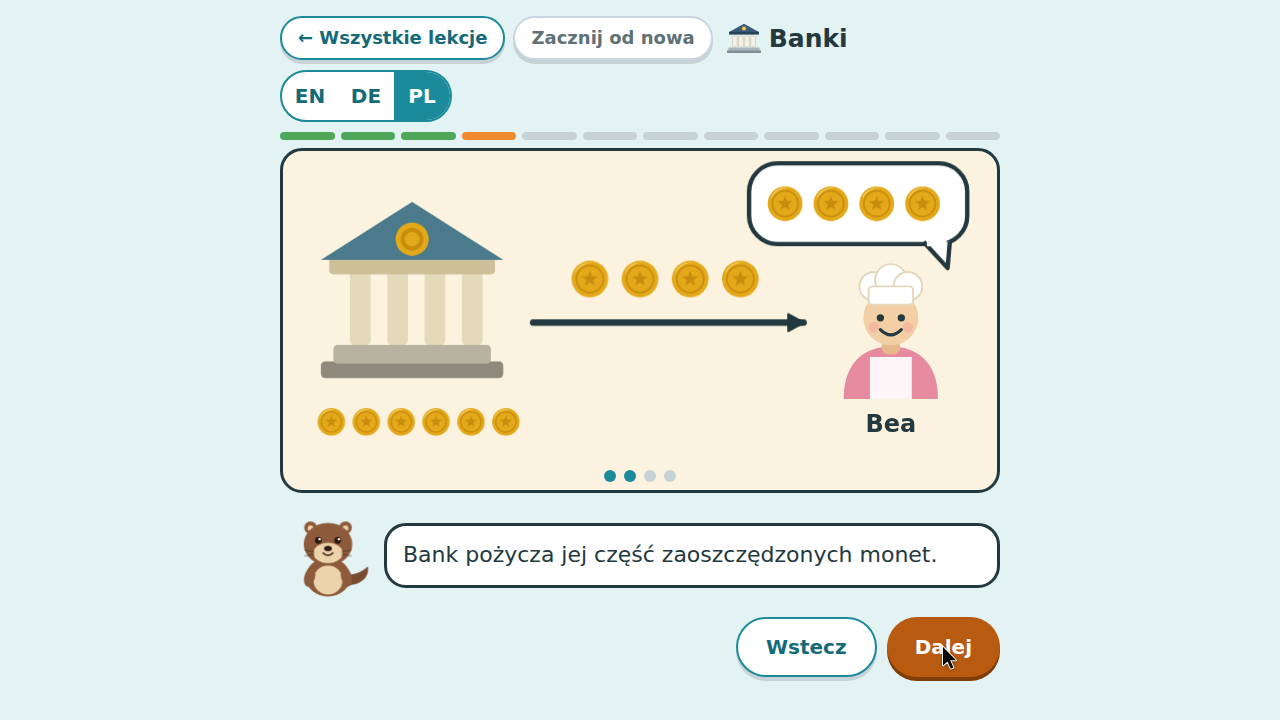 ← Wszystkie lekcje
Zacznij od nowa
Banki
EN DE PL
Bea
Bank pożycza jej część zaoszczędzonych monet.
Wstecz
Dalej